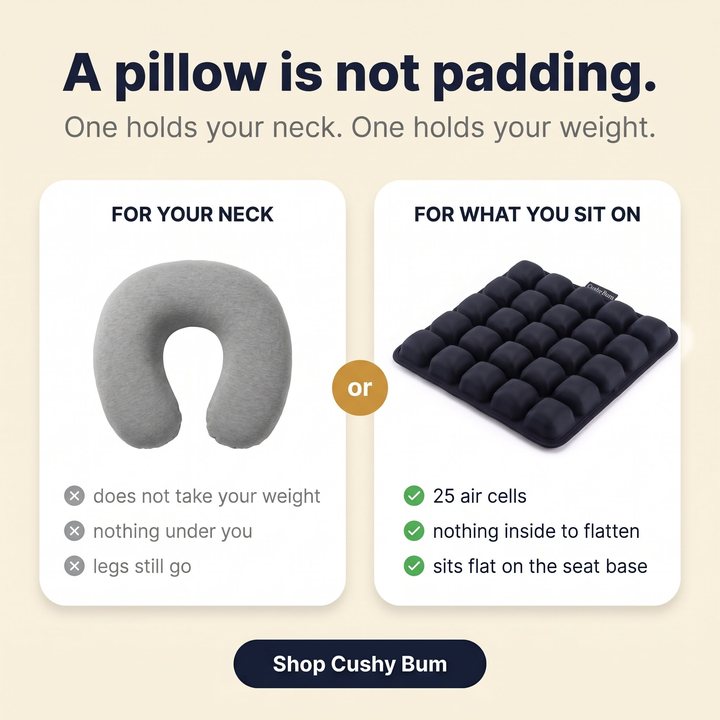 A pillow is not padding.
One holds your neck. One holds your weight.
FOR YOUR NECK
does not take your weight
nothing under you
legs still go
or
FOR WHAT YOU SIT ON
Cushy Bum
25 air cells
nothing inside to flatten
sits flat on the seat base
Shop Cushy Bum